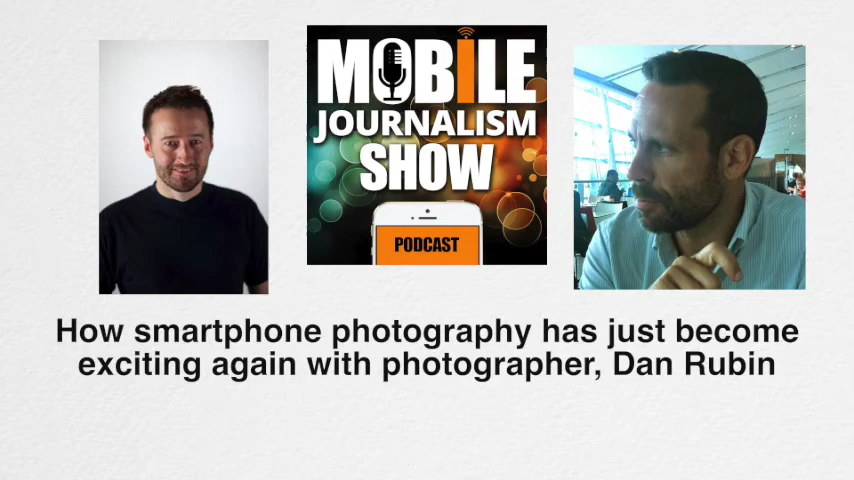 MOBILE
JOURNALISM
SHOW
PODCAST
How smartphone photography has just become
exciting again with photographer, Dan Rubin